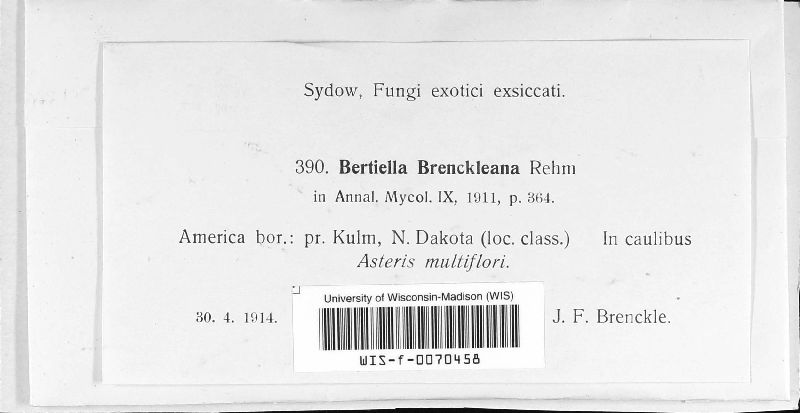 Sydow, Fungi exotici exsiccati.
390. Bertiella Brenckleana Rehm
in Annal. Mycol. IX, 1911, p. 364.
America bor.: pr. Kulm, N. Dakota (loc. class.) In caulibus
Asteris multiflori.
30. 4. 1914. J. F. Brenckle.
University of Wisconsin-Madison (WIS)
WIS-f-0070458